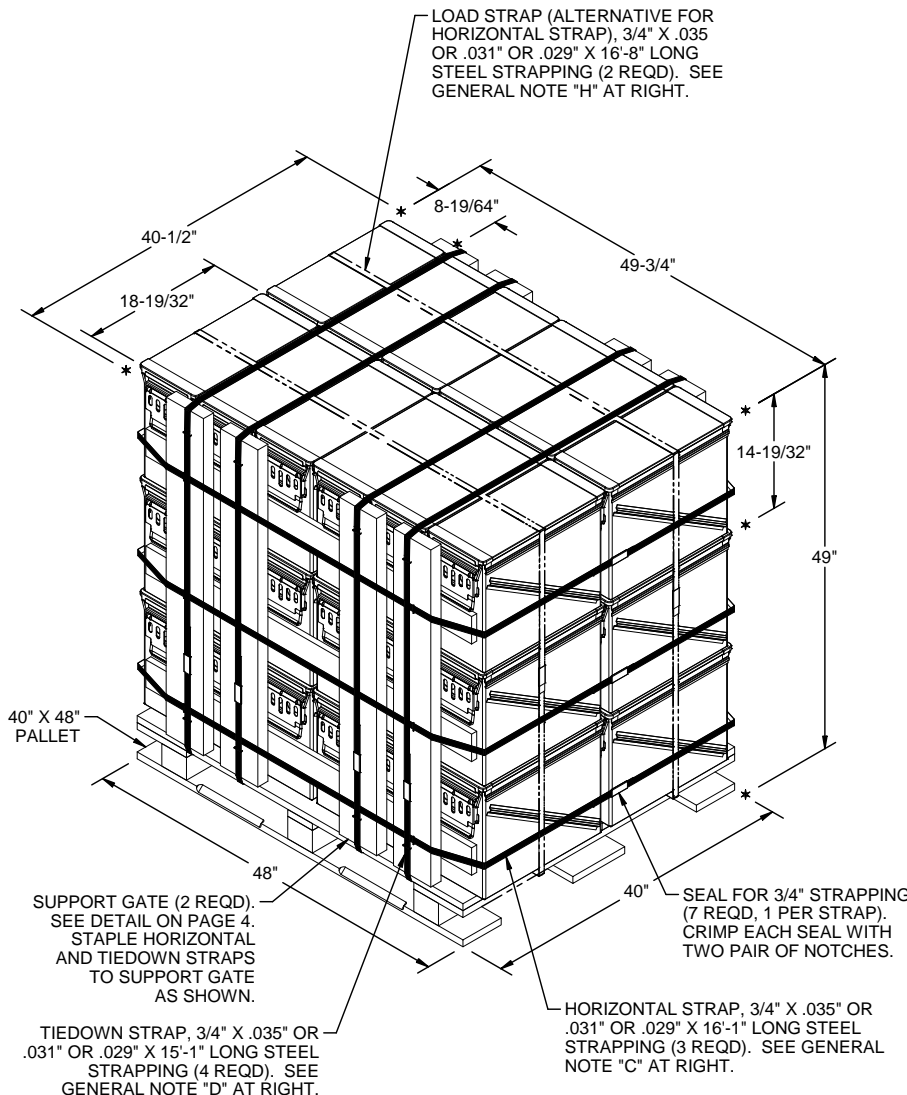 LOAD STRAP (ALTERNATIVE FOR
HORIZONTAL STRAP), 3/4" X .035
OR .031" OR .029" X 16'-8" LONG
STEEL STRAPPING (2 REQD).  SEE
GENERAL NOTE "H" AT RIGHT.
8-19/64"
40-1/2"
49-3/4"
18-19/32"
14-19/32"
49"
40" X 48"
PALLET
48"
40"
SUPPORT GATE (2 REQD).
SEE DETAIL ON PAGE 4.
STAPLE HORIZONTAL
AND TIEDOWN STRAPS
TO SUPPORT GATE
AS SHOWN.
SEAL FOR 3/4" STRAPPING
(7 REQD, 1 PER STRAP).
CRIMP EACH SEAL WITH
TWO PAIR OF NOTCHES.
TIEDOWN STRAP, 3/4" X .035" OR
.031" OR .029" X 15'-1" LONG STEEL
STRAPPING (4 REQD).  SEE
GENERAL NOTE "D" AT RIGHT.
HORIZONTAL STRAP, 3/4" X .035" OR
.031" OR .029" X 16'-1" LONG STEEL
STRAPPING (3 REQD).  SEE GENERAL
NOTE "C" AT RIGHT.